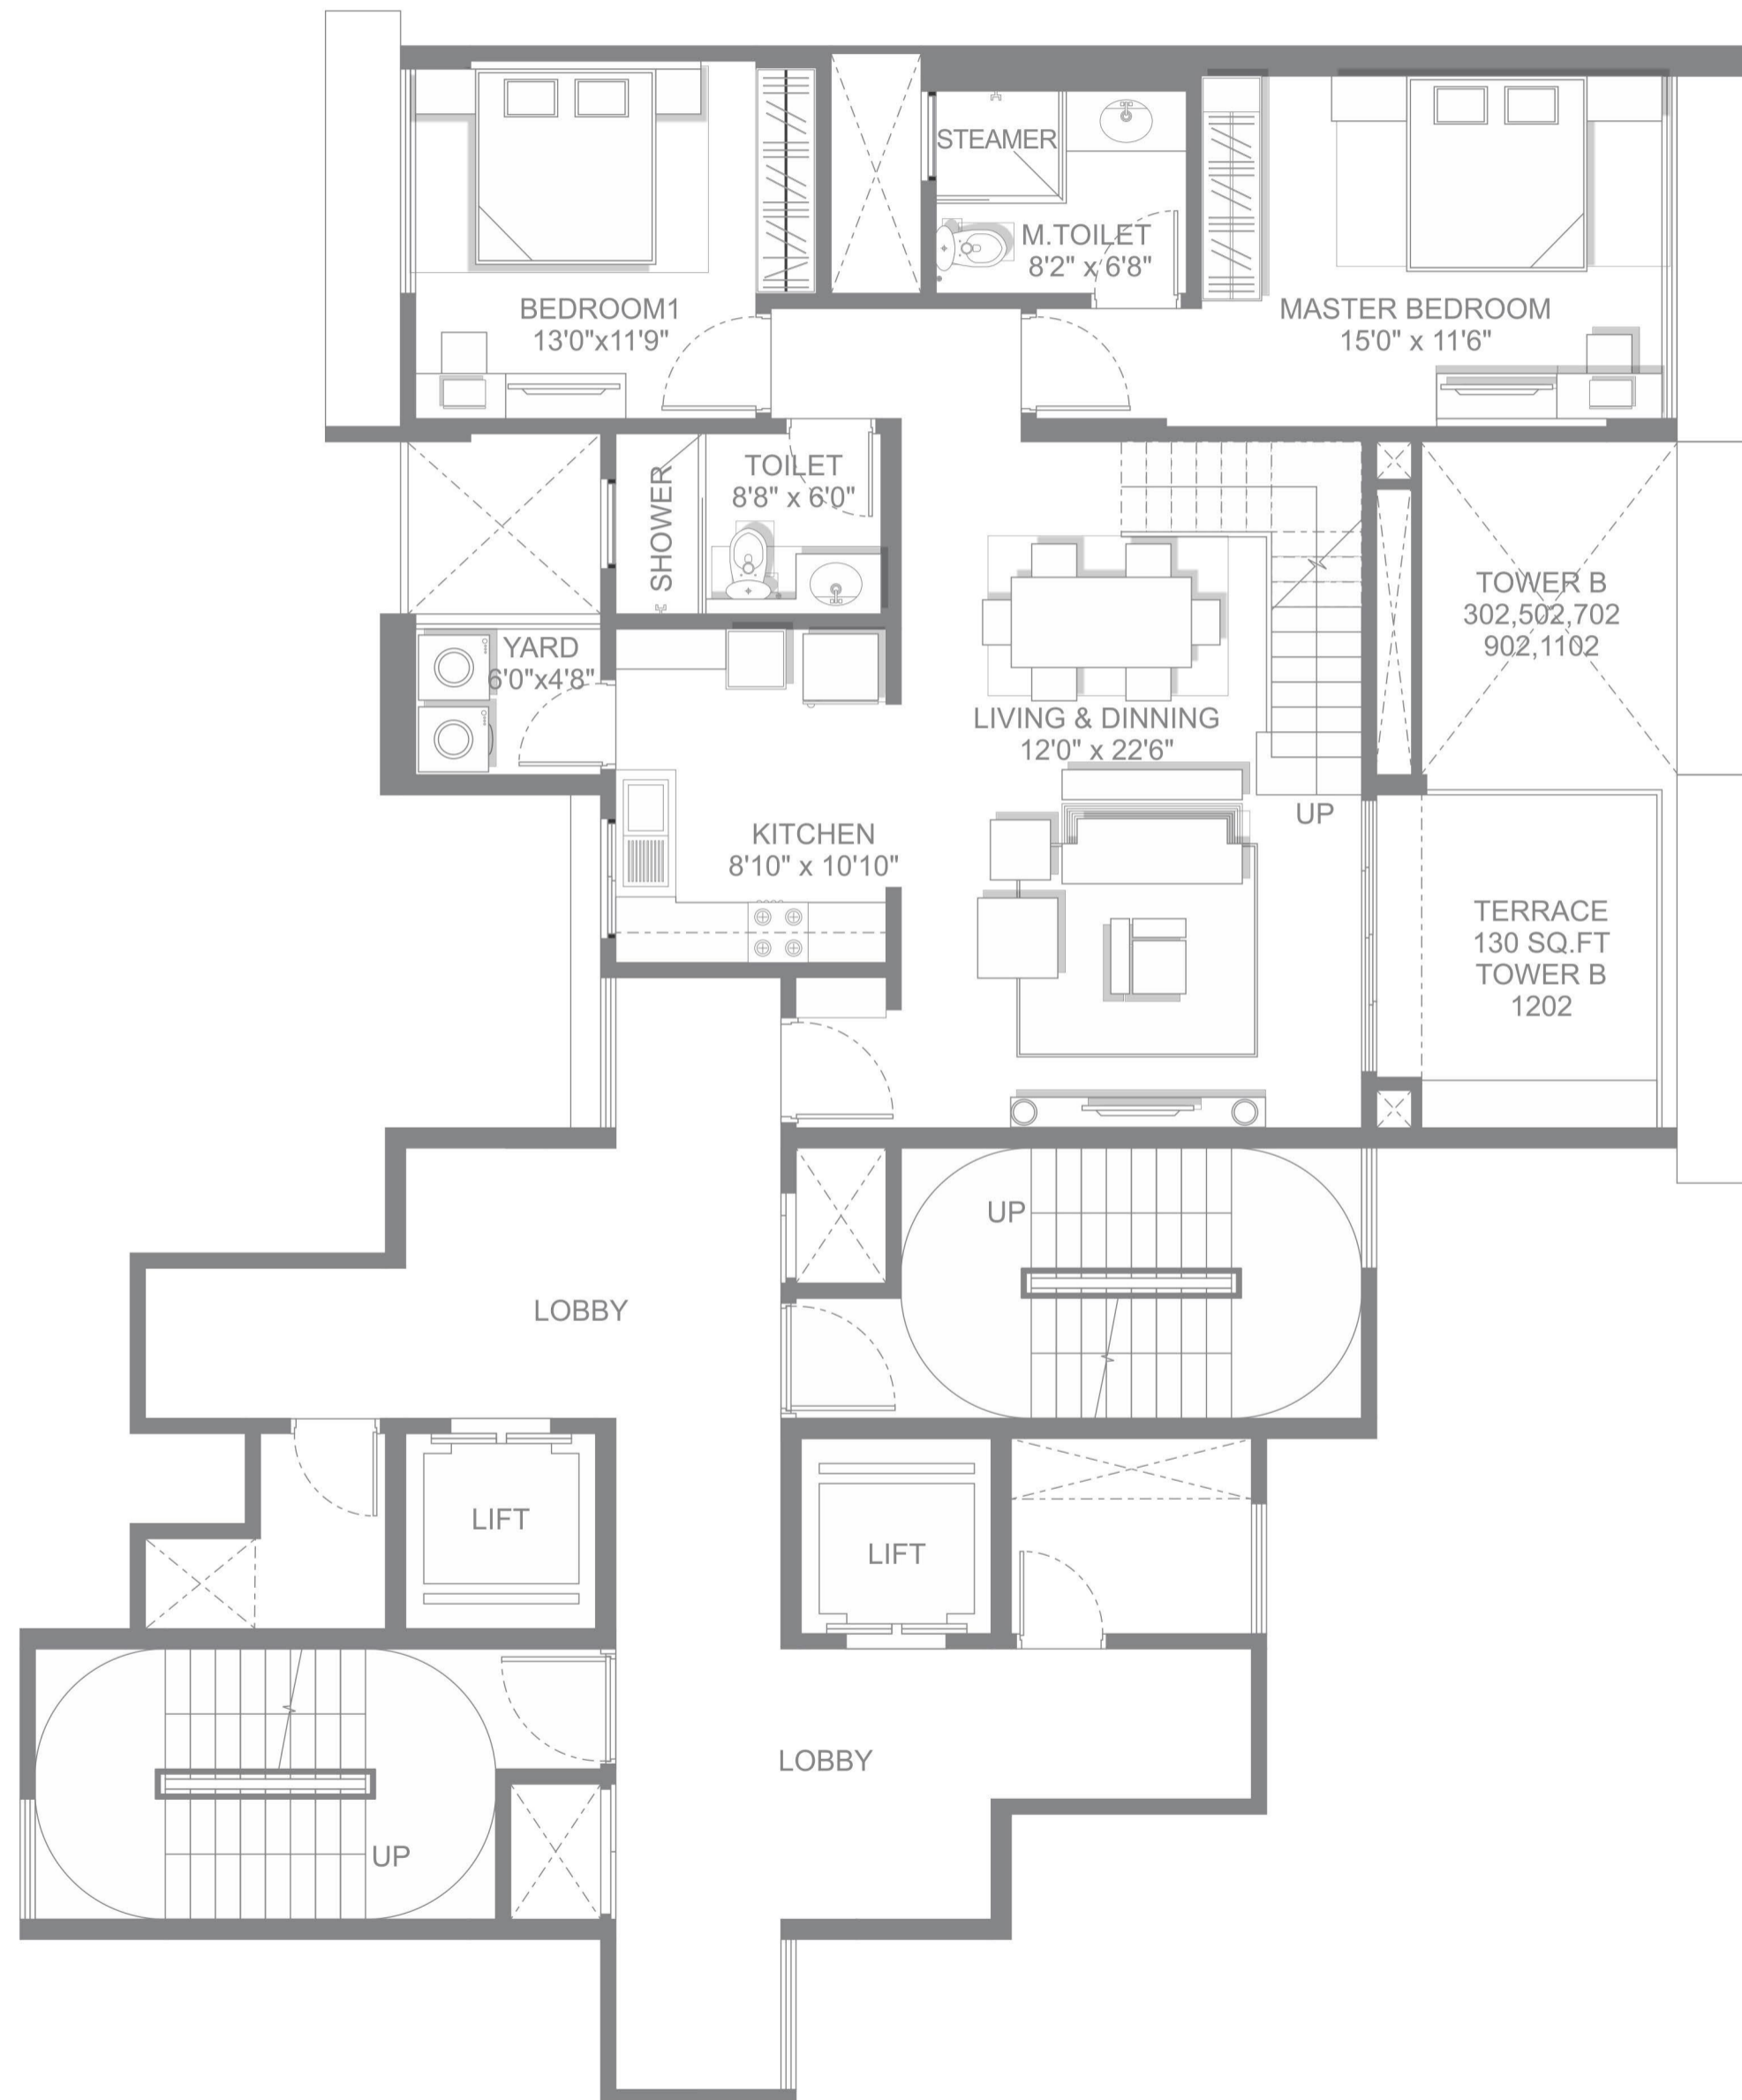 STEAMER
M.TOILET
8'2" x 6'8"
BEDROOM1
13'0"x11'9"
MASTER BEDROOM
15'0" x 11'6"
TOILET
8'8" x 6'0"
SHOWER
TOWER B
302,502,702
902,1102
YARD
6'0"x4'8"
LIVING & DINNING
12'0" x 22'6"
UP
KITCHEN
8'10" x 10'10"
TERRACE
130 SQ.FT
TOWER B
1202
UP
LOBBY
LIFT
LIFT
LOBBY
UP